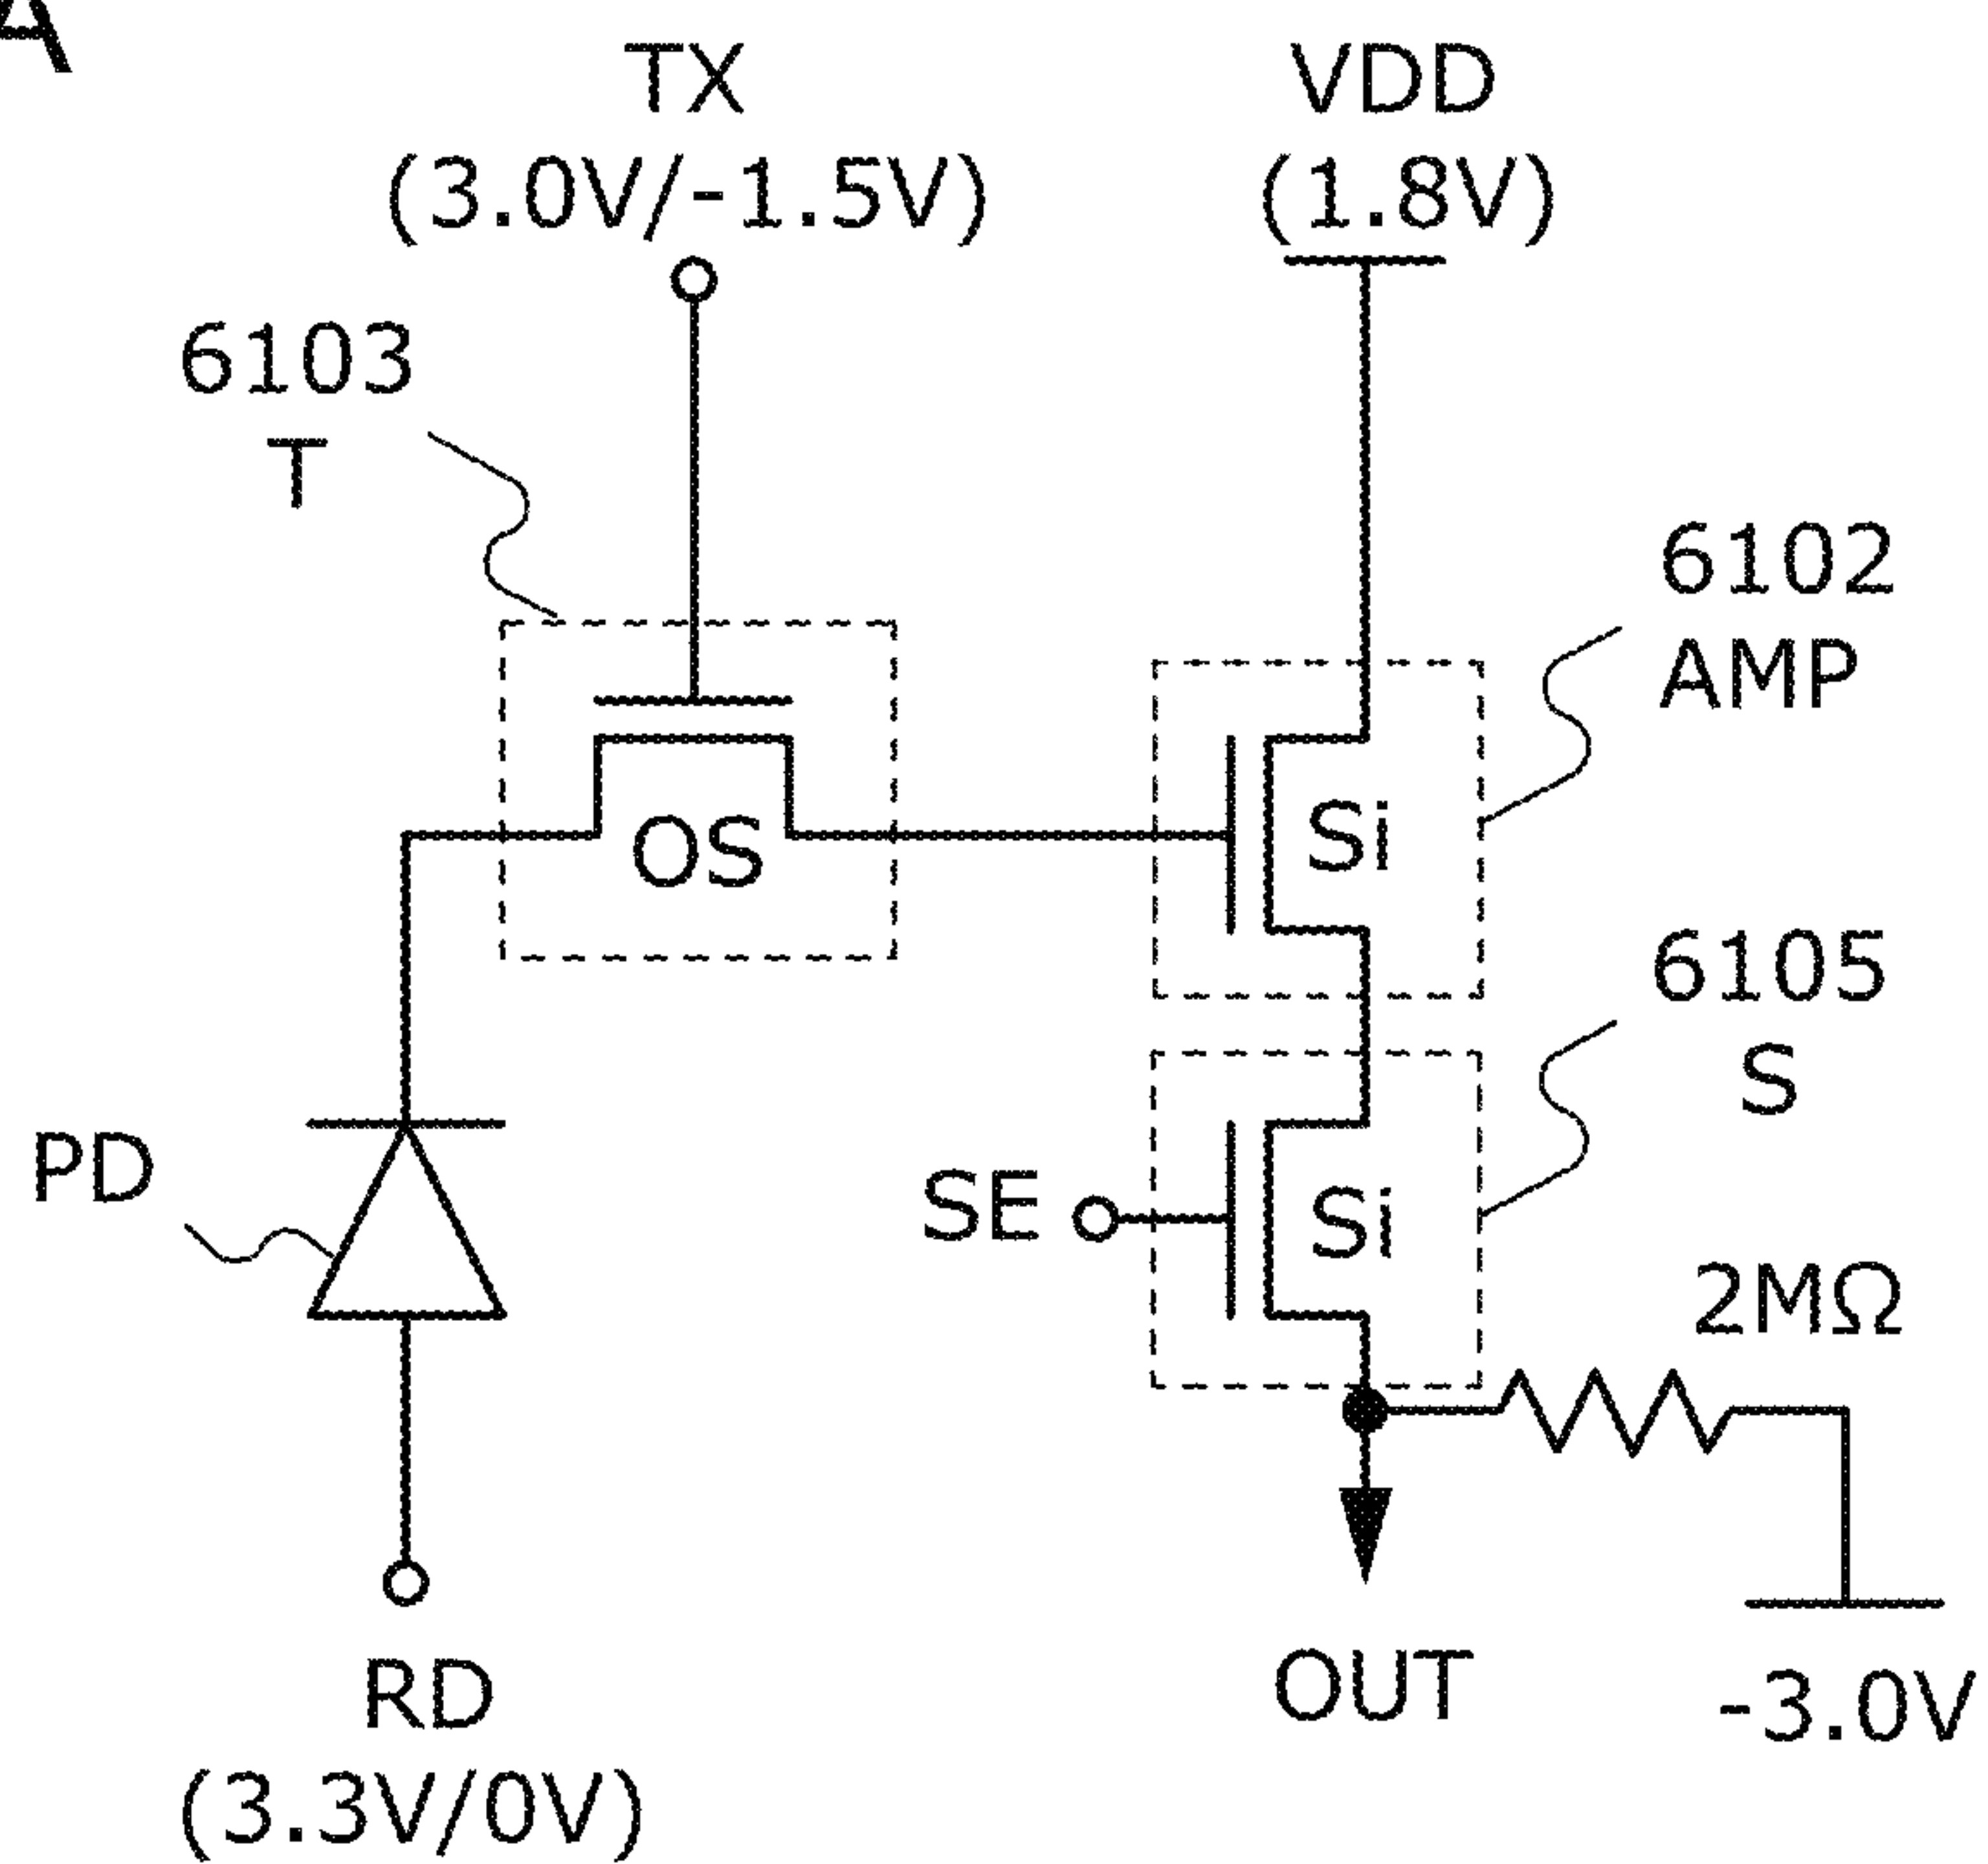 A
TX
(3.0V/-1.5V)
VDD
(1.8V)
6103
T
6102
AMP
OS
Si
6105
S
PD
SE
Si
2MΩ
RD
(3.3V/0V)
OUT
-3.0V